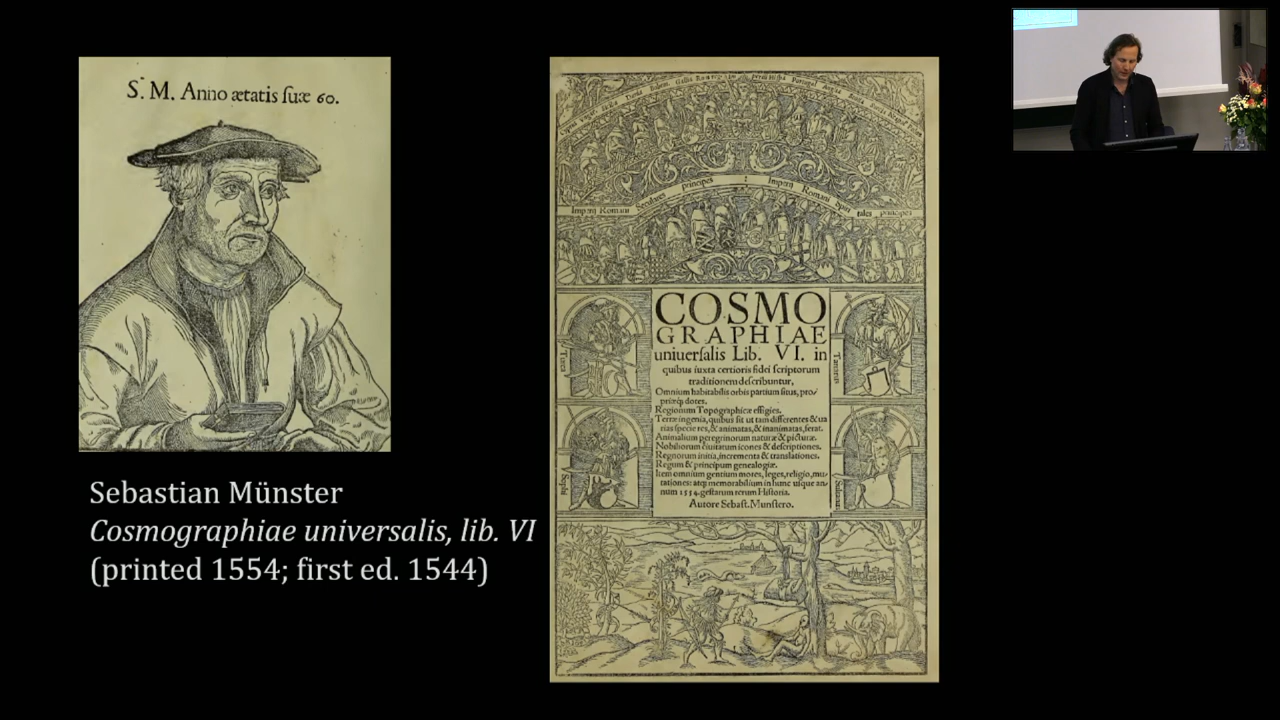 S. M. Anno ætatis ſuæ 60.
Sebastian Münster
Cosmographiae universalis, lib. VI
(printed 1554; first ed. 1544)
principes : Imperij Romani
Imperij Romani Seculares
tales principes
COSMO
GRAPHIAE
uniuerſalis Lib. VI. in
quibus iuxta certioris fidei ſcriptorum
traditionem deſcribuntur,
Omnium habitabilis orbis partium ſitus, pro/
priæq́; dotes.
Regionum Topographicæ effigies.
Terræ ingenia, quibus fit ut tam differentes & ua
rias ſpecie res, & animatas, & inanimatas, ferat.
Animalium peregrinorum naturæ & picturæ.
Nobiliorum ciuitatum icones & deſcriptiones.
Regnorum initia, incrementa & translationes.
Regum & principum genealogiæ.
Item omnium gentium mores, leges, religio, mu/
tationes: atq; memorabilium in hunc uſque an/
num 1554. geſtarum rerum Hiſtoria.
Autore Sebaſt. Munſtero.
Turca